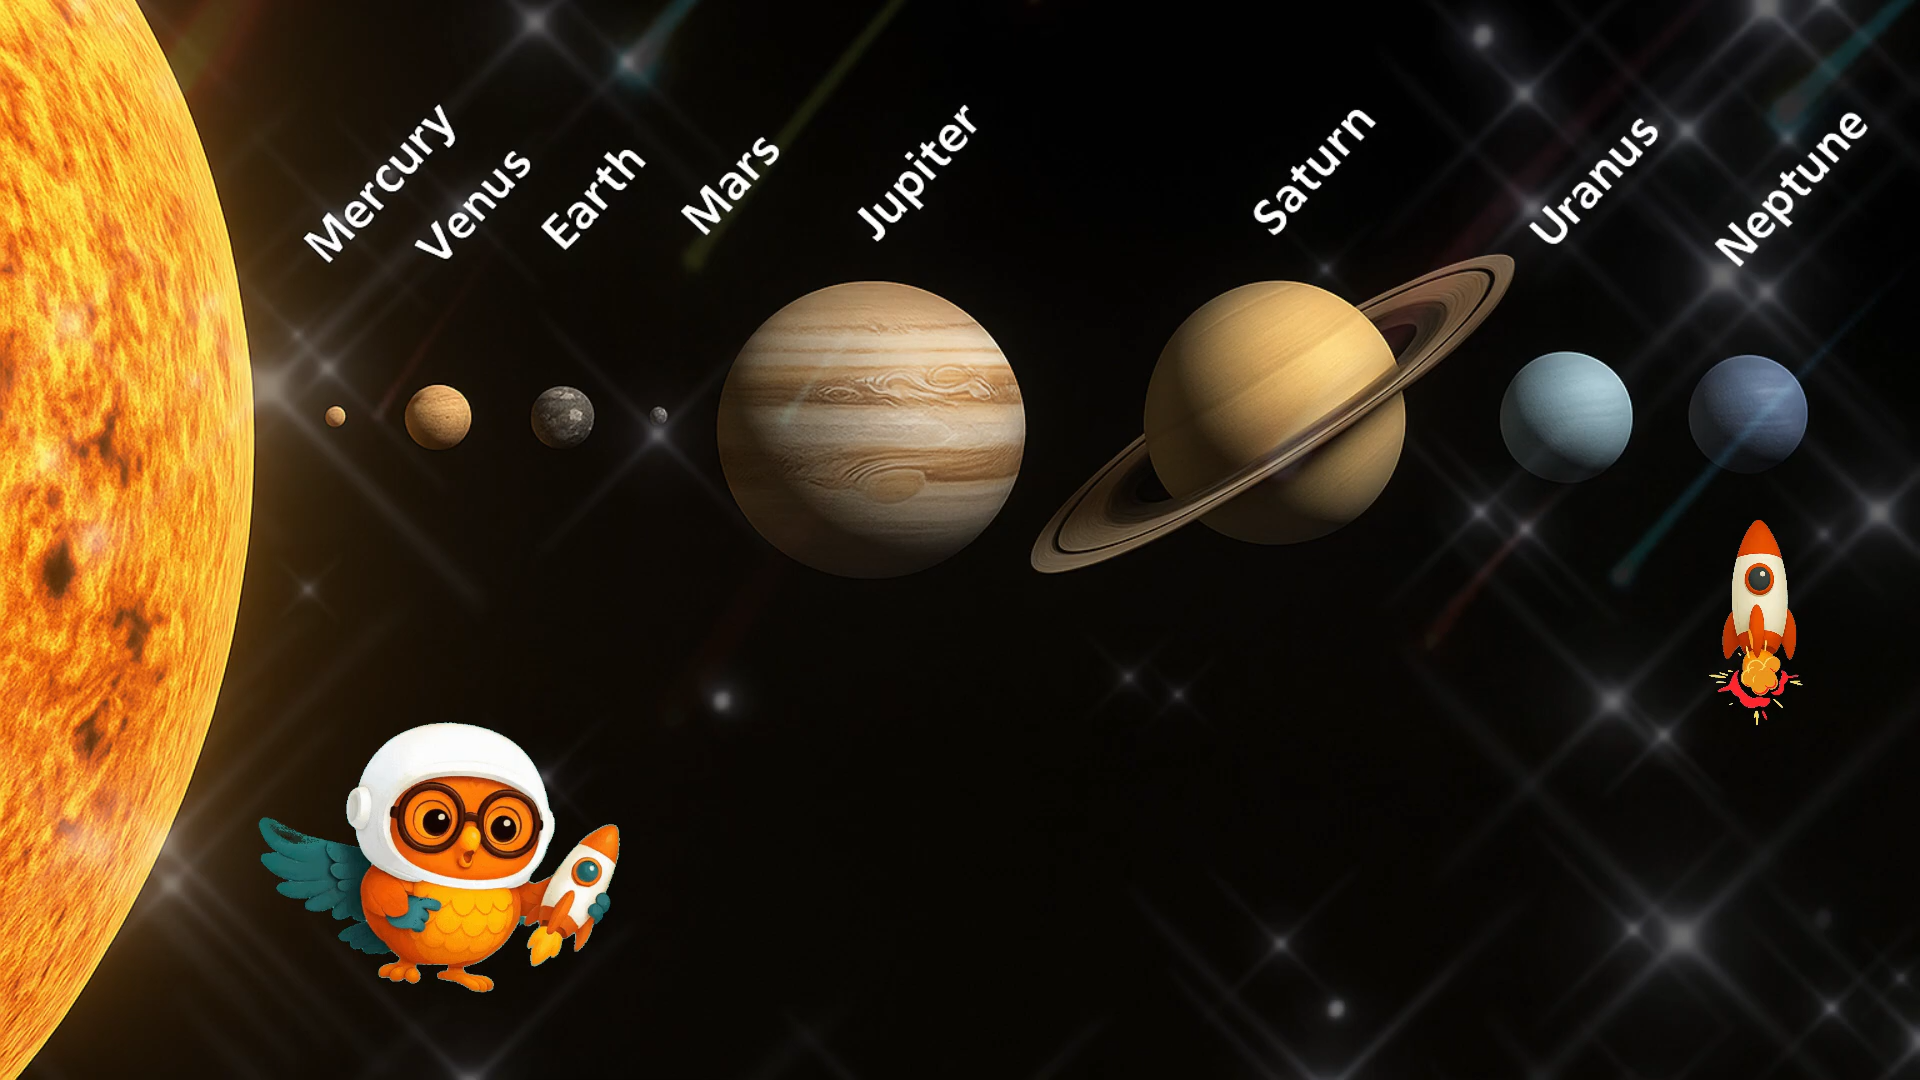 Mercury
Venus
Earth
Mars
Jupiter
Saturn
Uranus
Neptune